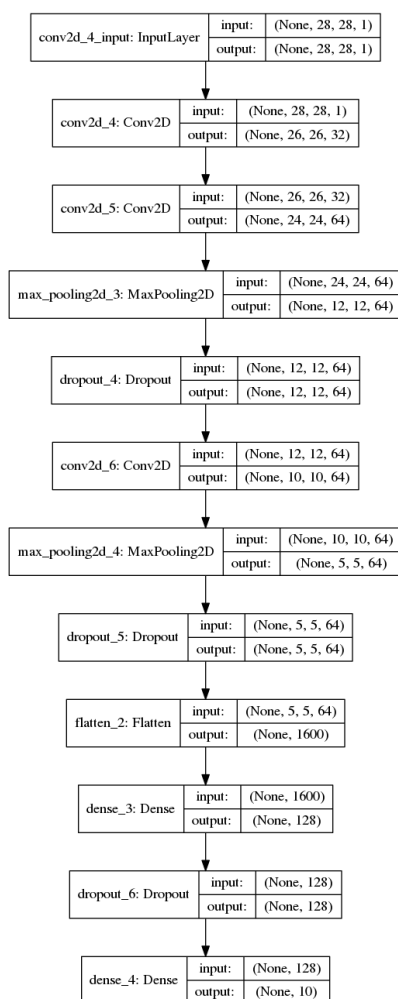 conv2d_4_input: InputLayer
input: (None, 28, 28, 1)
output: (None, 28, 28, 1)
conv2d_4: Conv2D
input: (None, 28, 28, 1)
output: (None, 26, 26, 32)
conv2d_5: Conv2D
input: (None, 26, 26, 32)
output: (None, 24, 24, 64)
max_pooling2d_3: MaxPooling2D
input: (None, 24, 24, 64)
output: (None, 12, 12, 64)
dropout_4: Dropout
input: (None, 12, 12, 64)
output: (None, 12, 12, 64)
conv2d_6: Conv2D
input: (None, 12, 12, 64)
output: (None, 10, 10, 64)
max_pooling2d_4: MaxPooling2D
input: (None, 10, 10, 64)
output: (None, 5, 5, 64)
dropout_5: Dropout
input: (None, 5, 5, 64)
output: (None, 5, 5, 64)
flatten_2: Flatten
input: (None, 5, 5, 64)
output: (None, 1600)
dense_3: Dense
input: (None, 1600)
output: (None, 128)
dropout_6: Dropout
input: (None, 128)
output: (None, 128)
dense_4: Dense
input: (None, 128)
output: (None, 10)